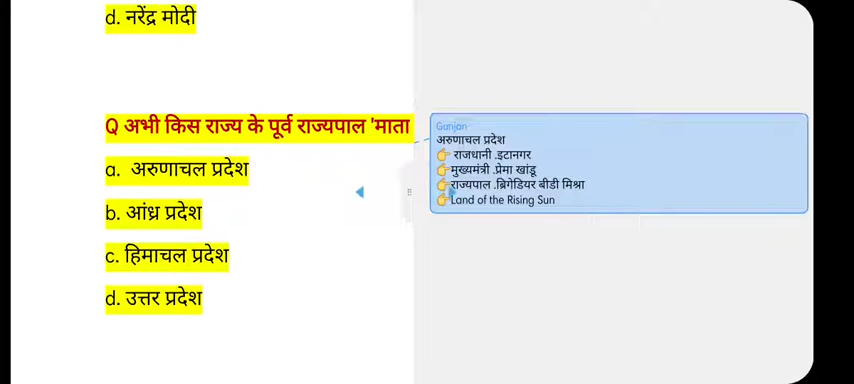 d. नरेंद्र मोदी
Q अभी किस राज्य के पूर्व राज्यपाल 'माता
a. अरुणाचल प्रदेश
b. आंध्र प्रदेश
c. हिमाचल प्रदेश
d. उत्तर प्रदेश
Gunjan
अरुणाचल प्रदेश
👉 राजधानी .इटानगर
👉मुख्यमंत्री .प्रेमा खांडू
👉राज्यपाल .ब्रिगेडियर बीडी मिश्रा
👉Land of the Rising Sun